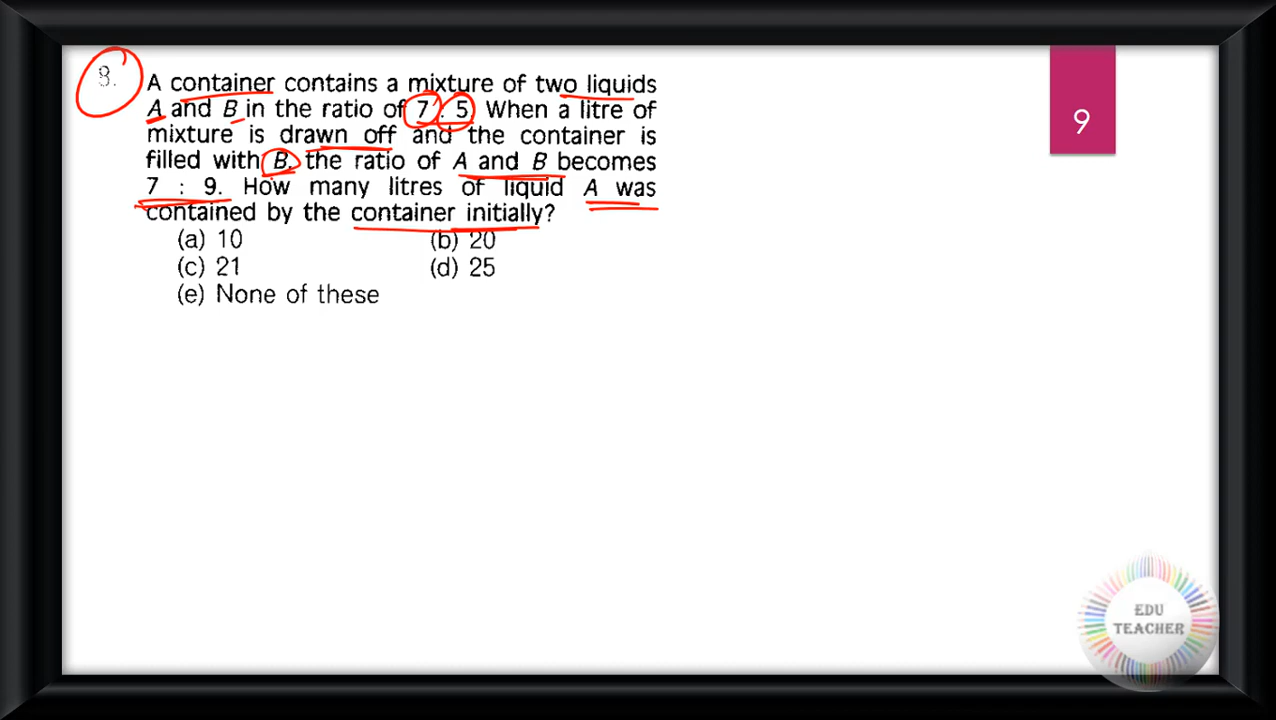 8.
A container contains a mixture of two liquids
A and B in the ratio of 7 : 5. When a litre of
mixture is drawn off and the container is
filled with B, the ratio of A and B becomes
7 : 9. How many litres of liquid A was
contained by the container initially?
(a) 10 (b) 20
(c) 21 (d) 25
(e) None of these
9
EDU
TEACHER